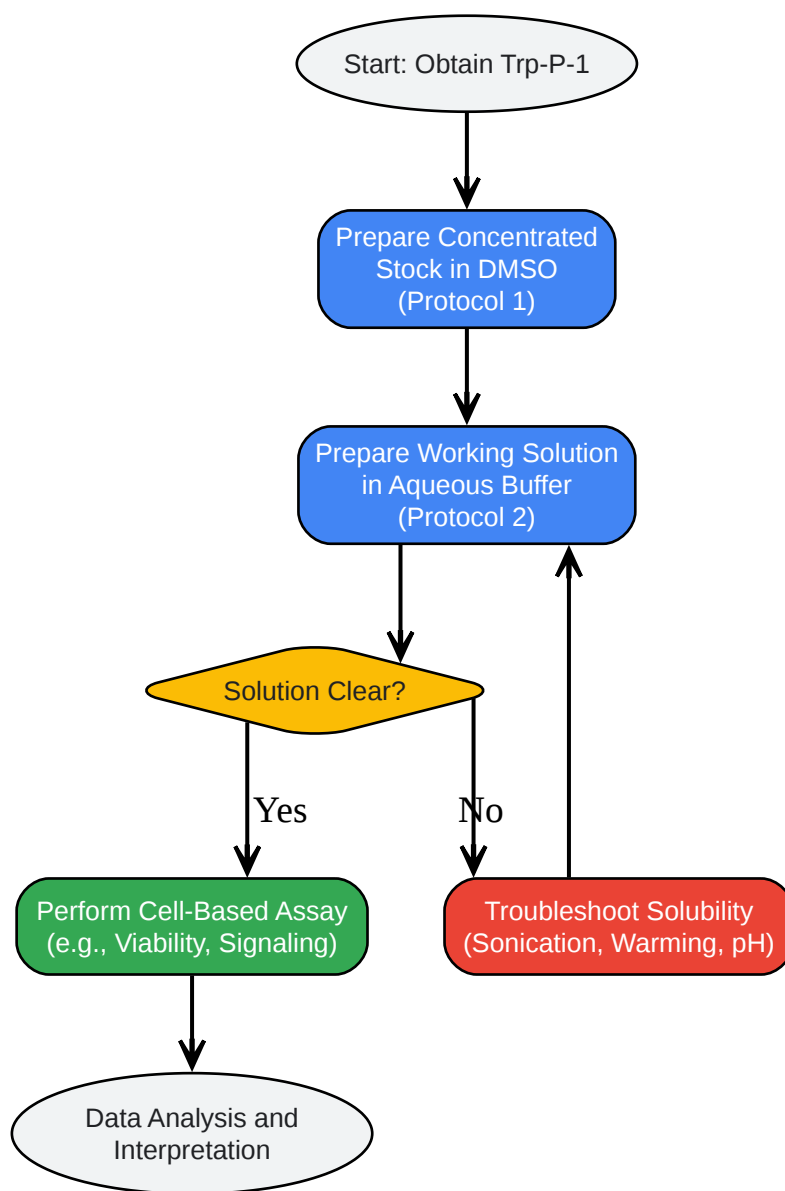 Start: Obtain Trp-P-1
Prepare Concentrated
Stock in DMSO
(Protocol 1)
Prepare Working Solution
in Aqueous Buffer
(Protocol 2)
Solution Clear?
Yes
No
Perform Cell-Based Assay
(e.g., Viability, Signaling)
Troubleshoot Solubility
(Sonication, Warming, pH)
Data Analysis and
Interpretation